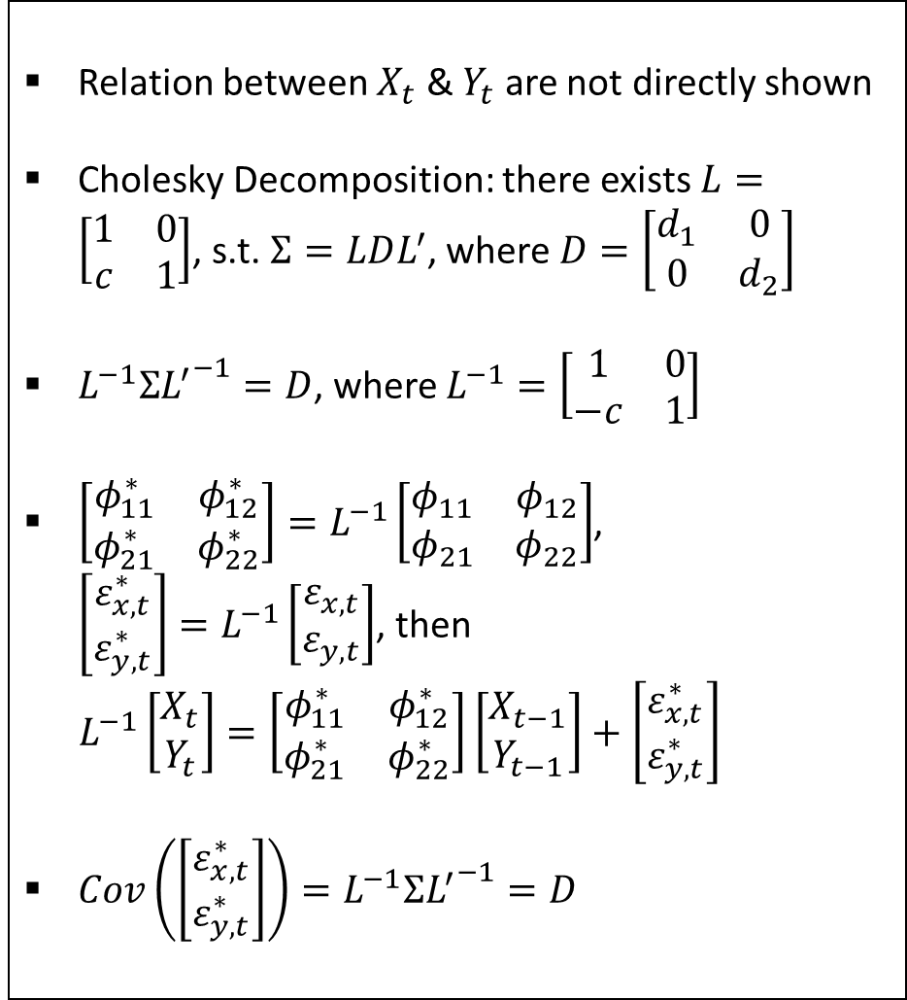 ▪ Relation between $X_t$ & $Y_t$ are not directly shown
▪ Cholesky Decomposition: there exists $L =$
$\begin{bmatrix} 1 & 0 \\ c & 1 \end{bmatrix}$, s.t. $\Sigma = LDL'$, where $D = \begin{bmatrix} d_1 & 0 \\ 0 & d_2 \end{bmatrix}$
▪ $L^{-1}\Sigma L'^{-1} = D$, where $L^{-1} = \begin{bmatrix} 1 & 0 \\ -c & 1 \end{bmatrix}$
▪ $\begin{bmatrix} \phi_{11}^* & \phi_{12}^* \\ \phi_{21}^* & \phi_{22}^* \end{bmatrix} = L^{-1} \begin{bmatrix} \phi_{11} & \phi_{12} \\ \phi_{21} & \phi_{22} \end{bmatrix}$,
$\begin{bmatrix} \varepsilon_{x,t}^* \\ \varepsilon_{y,t}^* \end{bmatrix} = L^{-1} \begin{bmatrix} \varepsilon_{x,t} \\ \varepsilon_{y,t} \end{bmatrix}$, then
$L^{-1} \begin{bmatrix} X_t \\ Y_t \end{bmatrix} = \begin{bmatrix} \phi_{11}^* & \phi_{12}^* \\ \phi_{21}^* & \phi_{22}^* \end{bmatrix} \begin{bmatrix} X_{t-1} \\ Y_{t-1} \end{bmatrix} + \begin{bmatrix} \varepsilon_{x,t}^* \\ \varepsilon_{y,t}^* \end{bmatrix}$
▪ $Cov\left(\begin{bmatrix} \varepsilon_{x,t}^* \\ \varepsilon_{y,t}^* \end{bmatrix}\right) = L^{-1}\Sigma L'^{-1} = D$